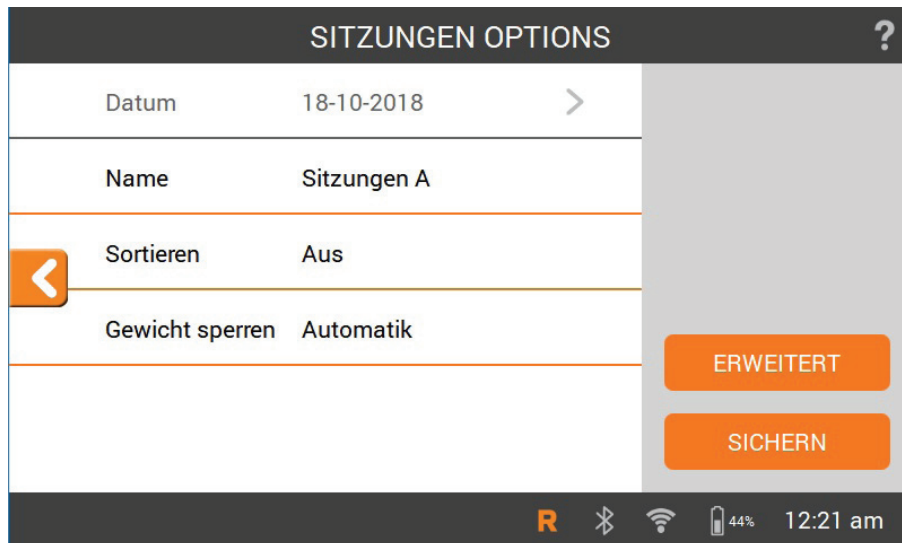 SITZUNGEN OPTIONS ?
Datum 18-10-2018
Name Sitzungen A
Sortieren Aus
Gewicht sperren Automatik
ERWEITERT
SICHERN
R 44% 12:21 am